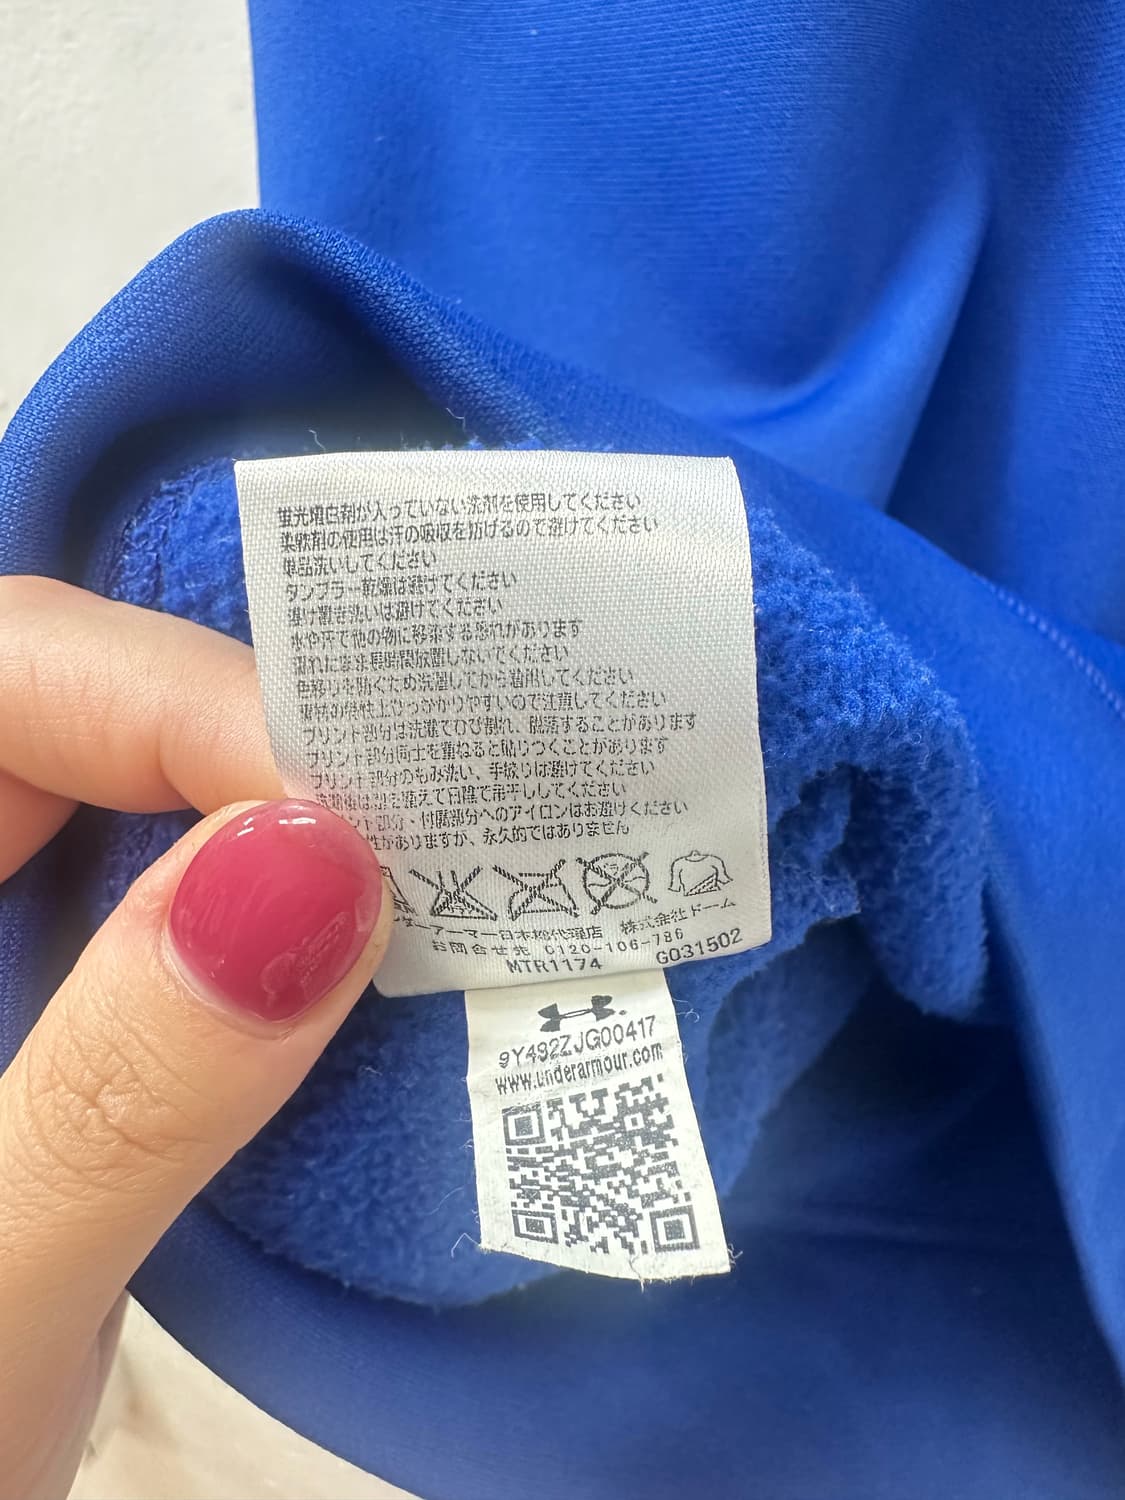 蛍光増白剤が入っていない洗剤を使用してください
柔軟剤の使用は汗の吸収を妨げるので避けてください
単品洗いしてください
タンブラー乾燥は避けてください
漬け置き洗いは避けてください
水や汗で他の物に移染する恐れがあります
濡れたまま長時間放置しないでください
色移りを防ぐため洗濯してから着用してください
素材の特性上ひっかかりやすいので注意してください
プリント部分は洗濯でひび割れ、脱落することがあります
プリント部分同士を重ねると貼りつくことがあります
プリント部分のもみ洗い、手絞りは避けてください
は形を整えて日陰で吊干ししてください
ント部分・付属部分へのアイロンはお避けください
性がありますが、永久的ではありません
ダーアーマー日本総代理店 株式会社ドーム
お問合せ先 0120-106-786
MTR1174 G031502
9Y492ZJG00417
www.underarmour.com